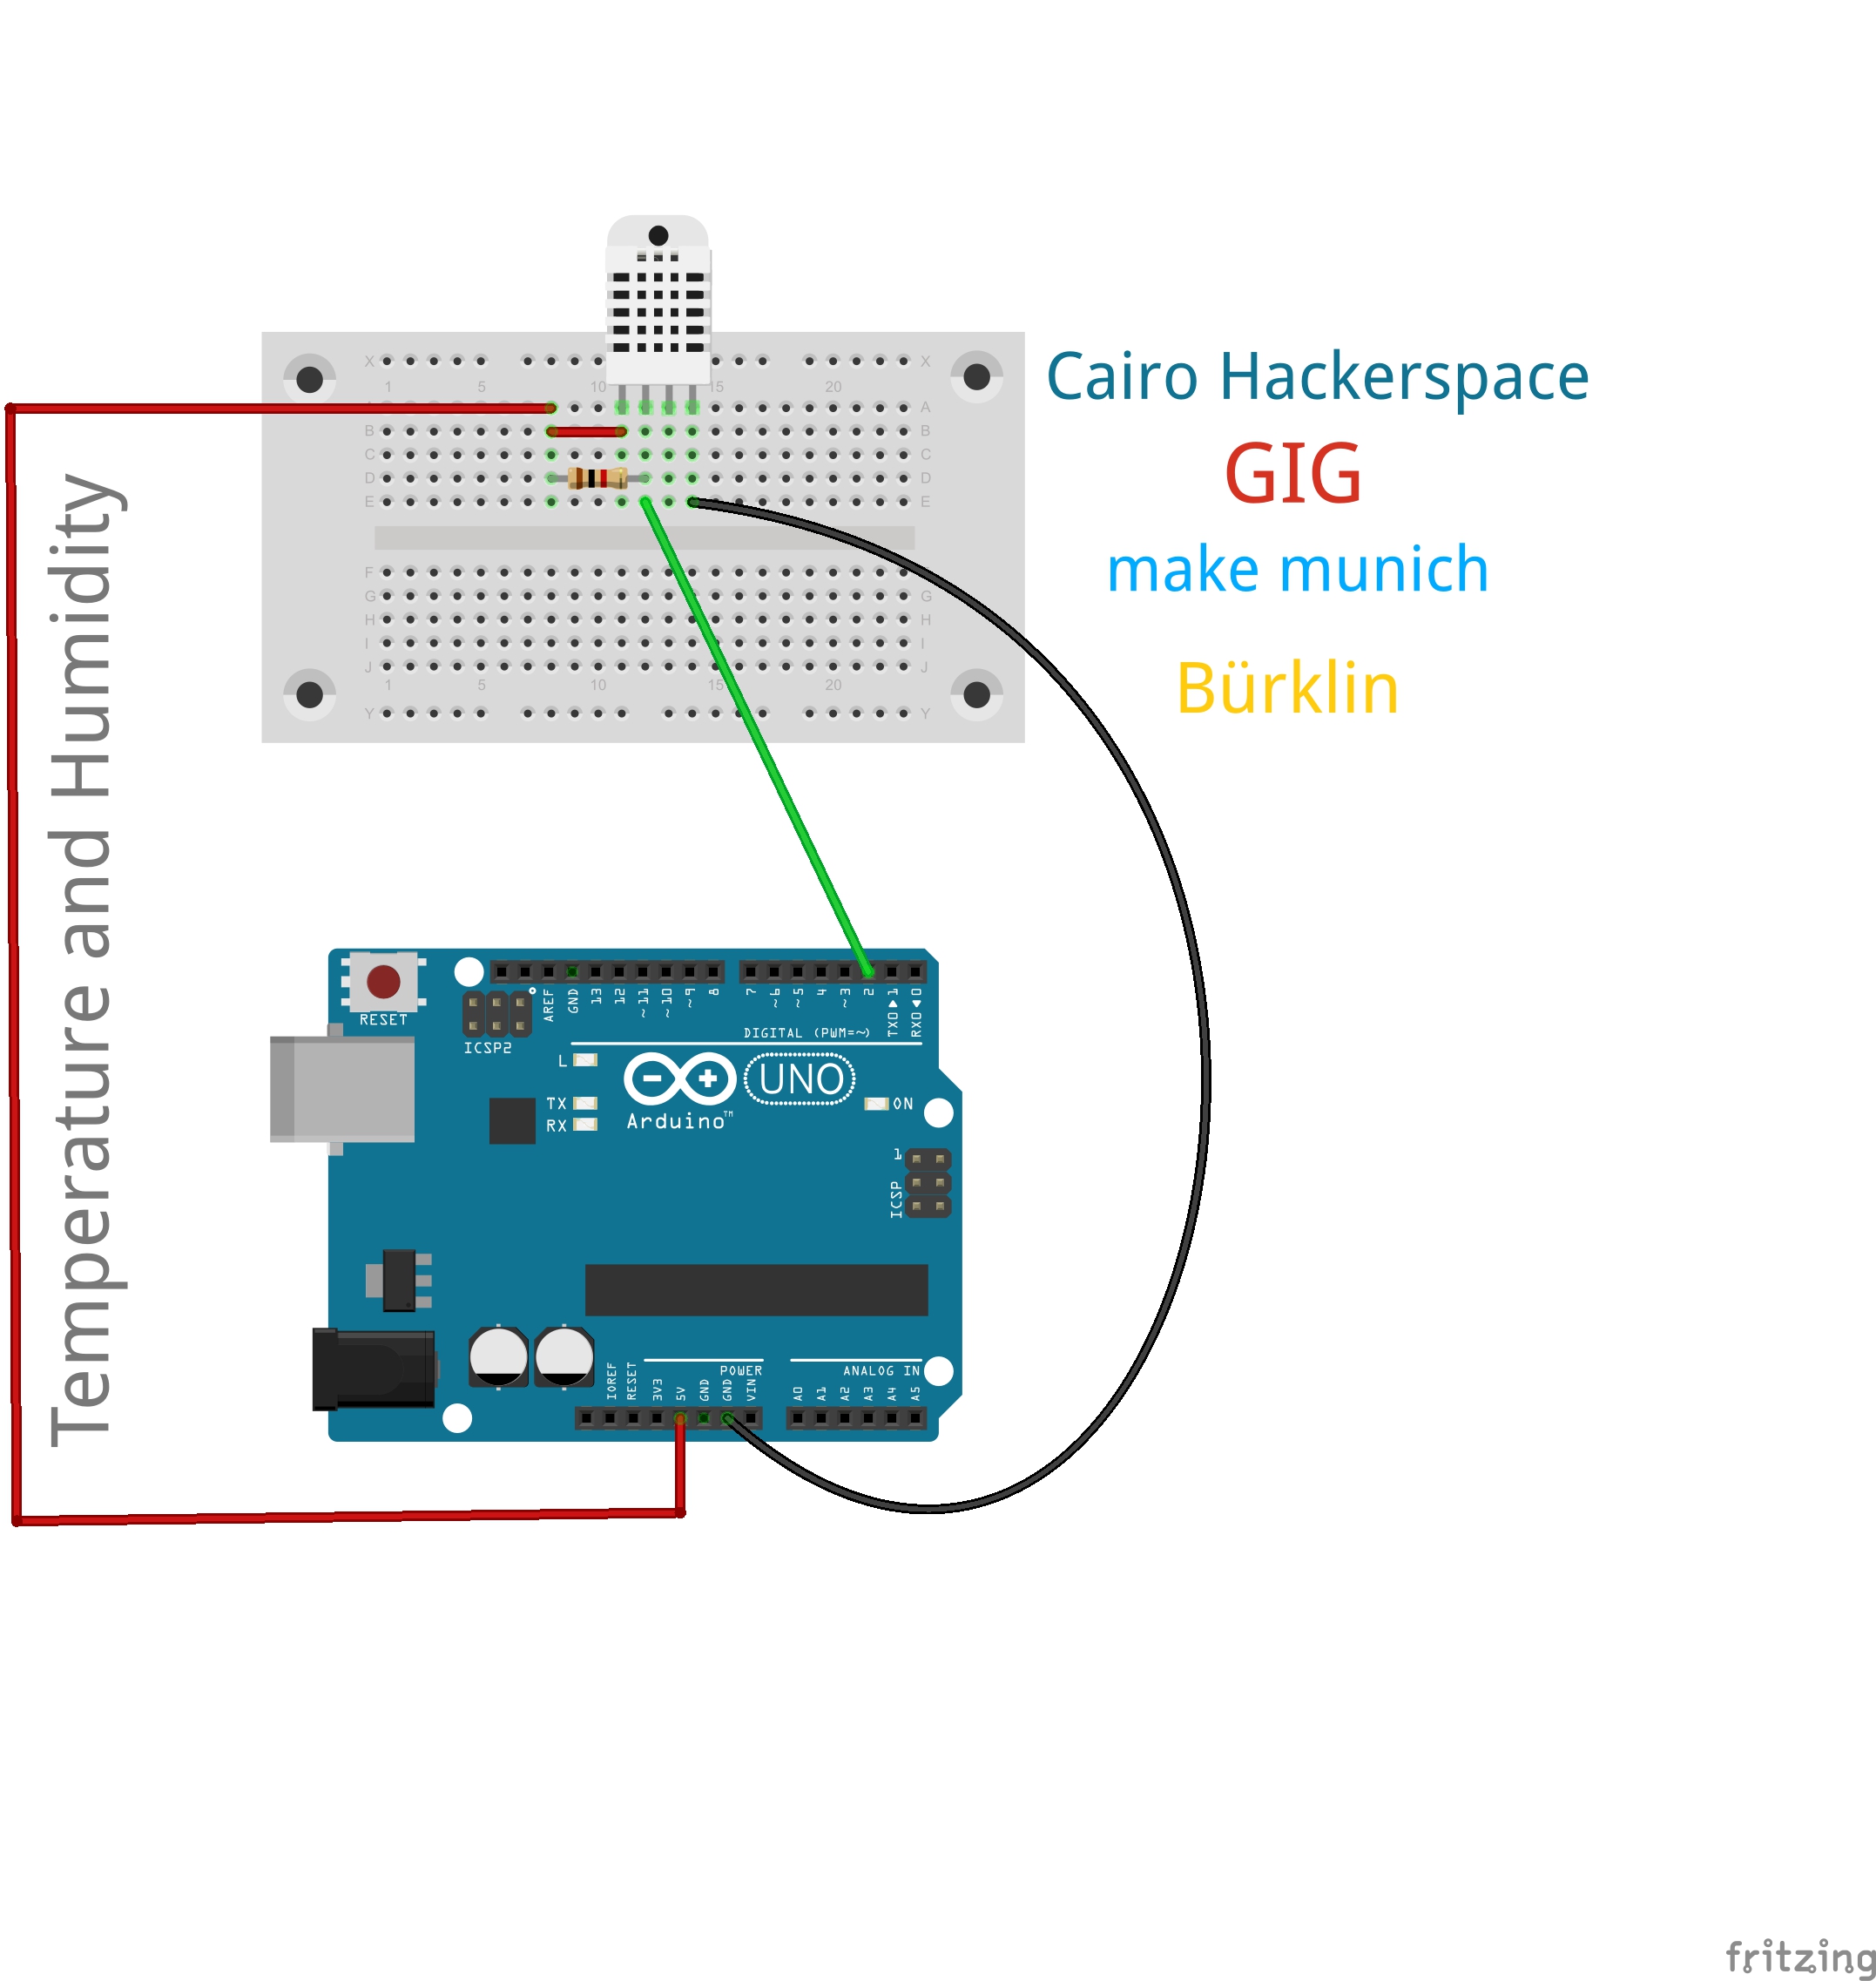 Cairo Hackerspace
GIG
make munich
Bürklin
Temperature and Humidity
X X
1 5 10 15 20
A
B B
C C
D D
E E
F F
G G
H H
I I
J J
1 5 10 15 20
Y Y
RESET
ICSP2
AREF
GND
13
12
~11
~10
~9
8
7
~6
~5
4
~3
2
TX0▶1
RX0◀0
DIGITAL (PWM=~)
L
TX
RX
Arduino™
UNO
ON
1
ICSP
IOREF
RESET
3V3
5V
GND
GND
VIN
POWER
ANALOG IN
A0
A1
A2
A3
A4
A5
fritzing